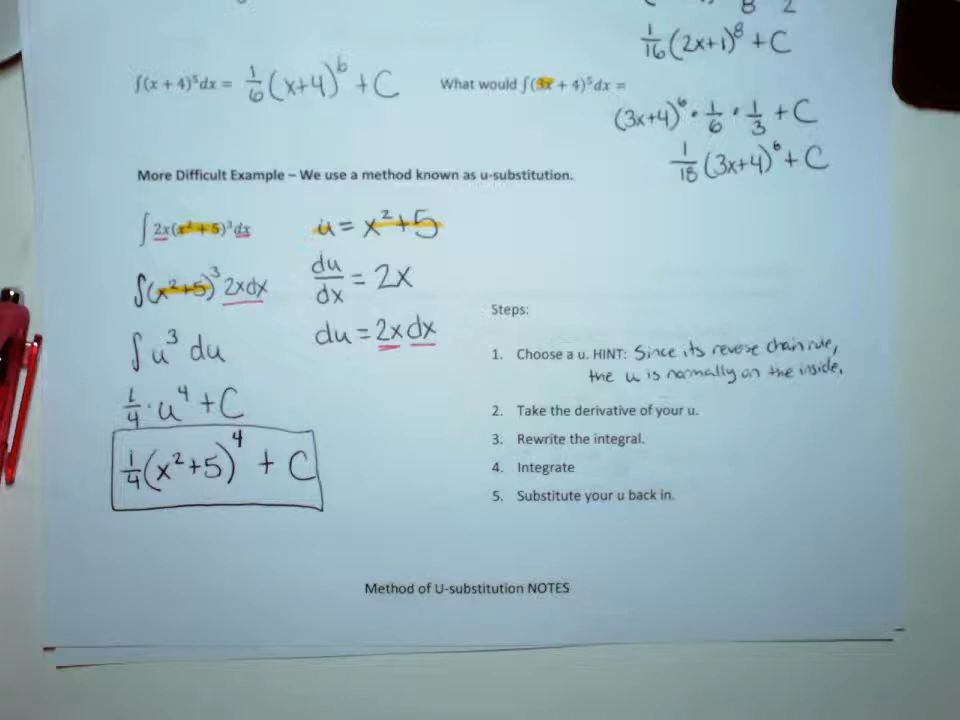 8 2
1/16 (2x+1)^8 + C
∫(x + 4)^5 dx = 1/6 (x+4)^6 + C
What would ∫(3x + 4)^5 dx =
(3x+4)^6 · 1/6 · 1/3 + C
1/18 (3x+4)^6 + C
More Difficult Example – We use a method known as u-substitution.
∫ 2x(x² + 5)³ dx
∫(x²+5)³ 2xdx
∫u³ du
1/4 · u⁴ + C
1/4 (x²+5)⁴ + C
u = x²+5
du/dx = 2x
du = 2x dx
Steps:
1. Choose a u. HINT: Since its reverse chain rule,
the u is normally on the inside.
2. Take the derivative of your u.
3. Rewrite the integral.
4. Integrate
5. Substitute your u back in.
Method of U-substitution NOTES